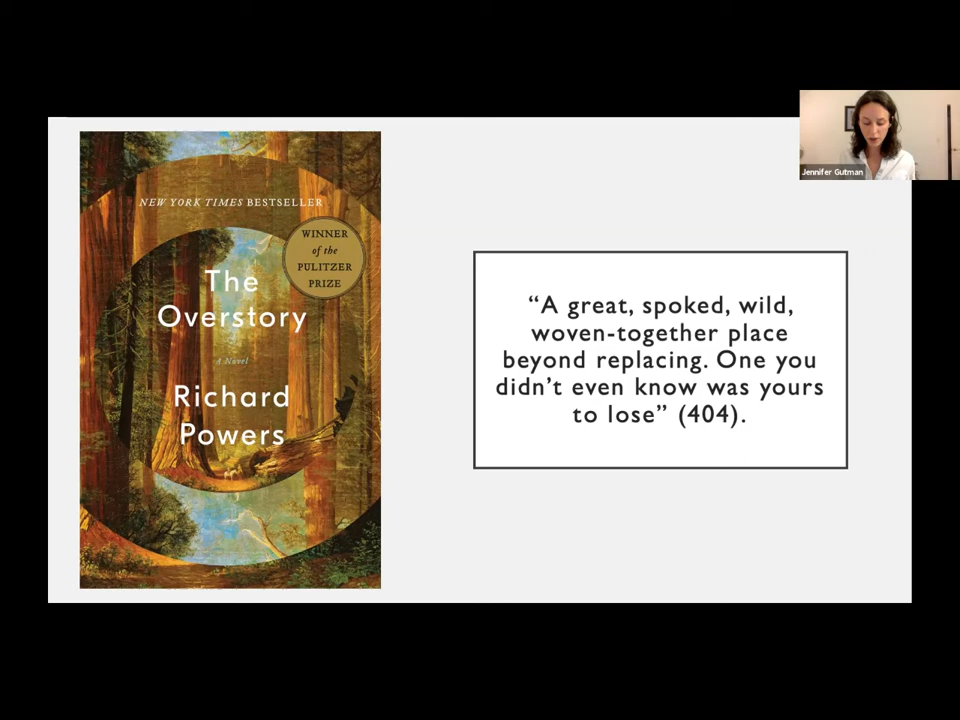 NEW YORK TIMES BESTSELLER
WINNER
of the
PULITZER
PRIZE
The
Overstory
A Novel
Richard
Powers
“A great, spoked, wild,
woven-together place
beyond replacing. One you
didn’t even know was yours
to lose” (404).
Jennifer Gutman